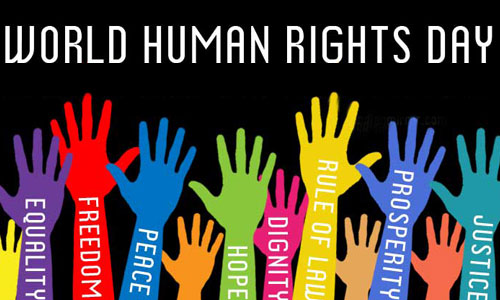 WORLD HUMAN RIGHTS DAY
EQUALITY
FREEDOM
PEACE
HOPE
DIGNITY
RULE OF LAW
PROSPERITY
JUSTICE